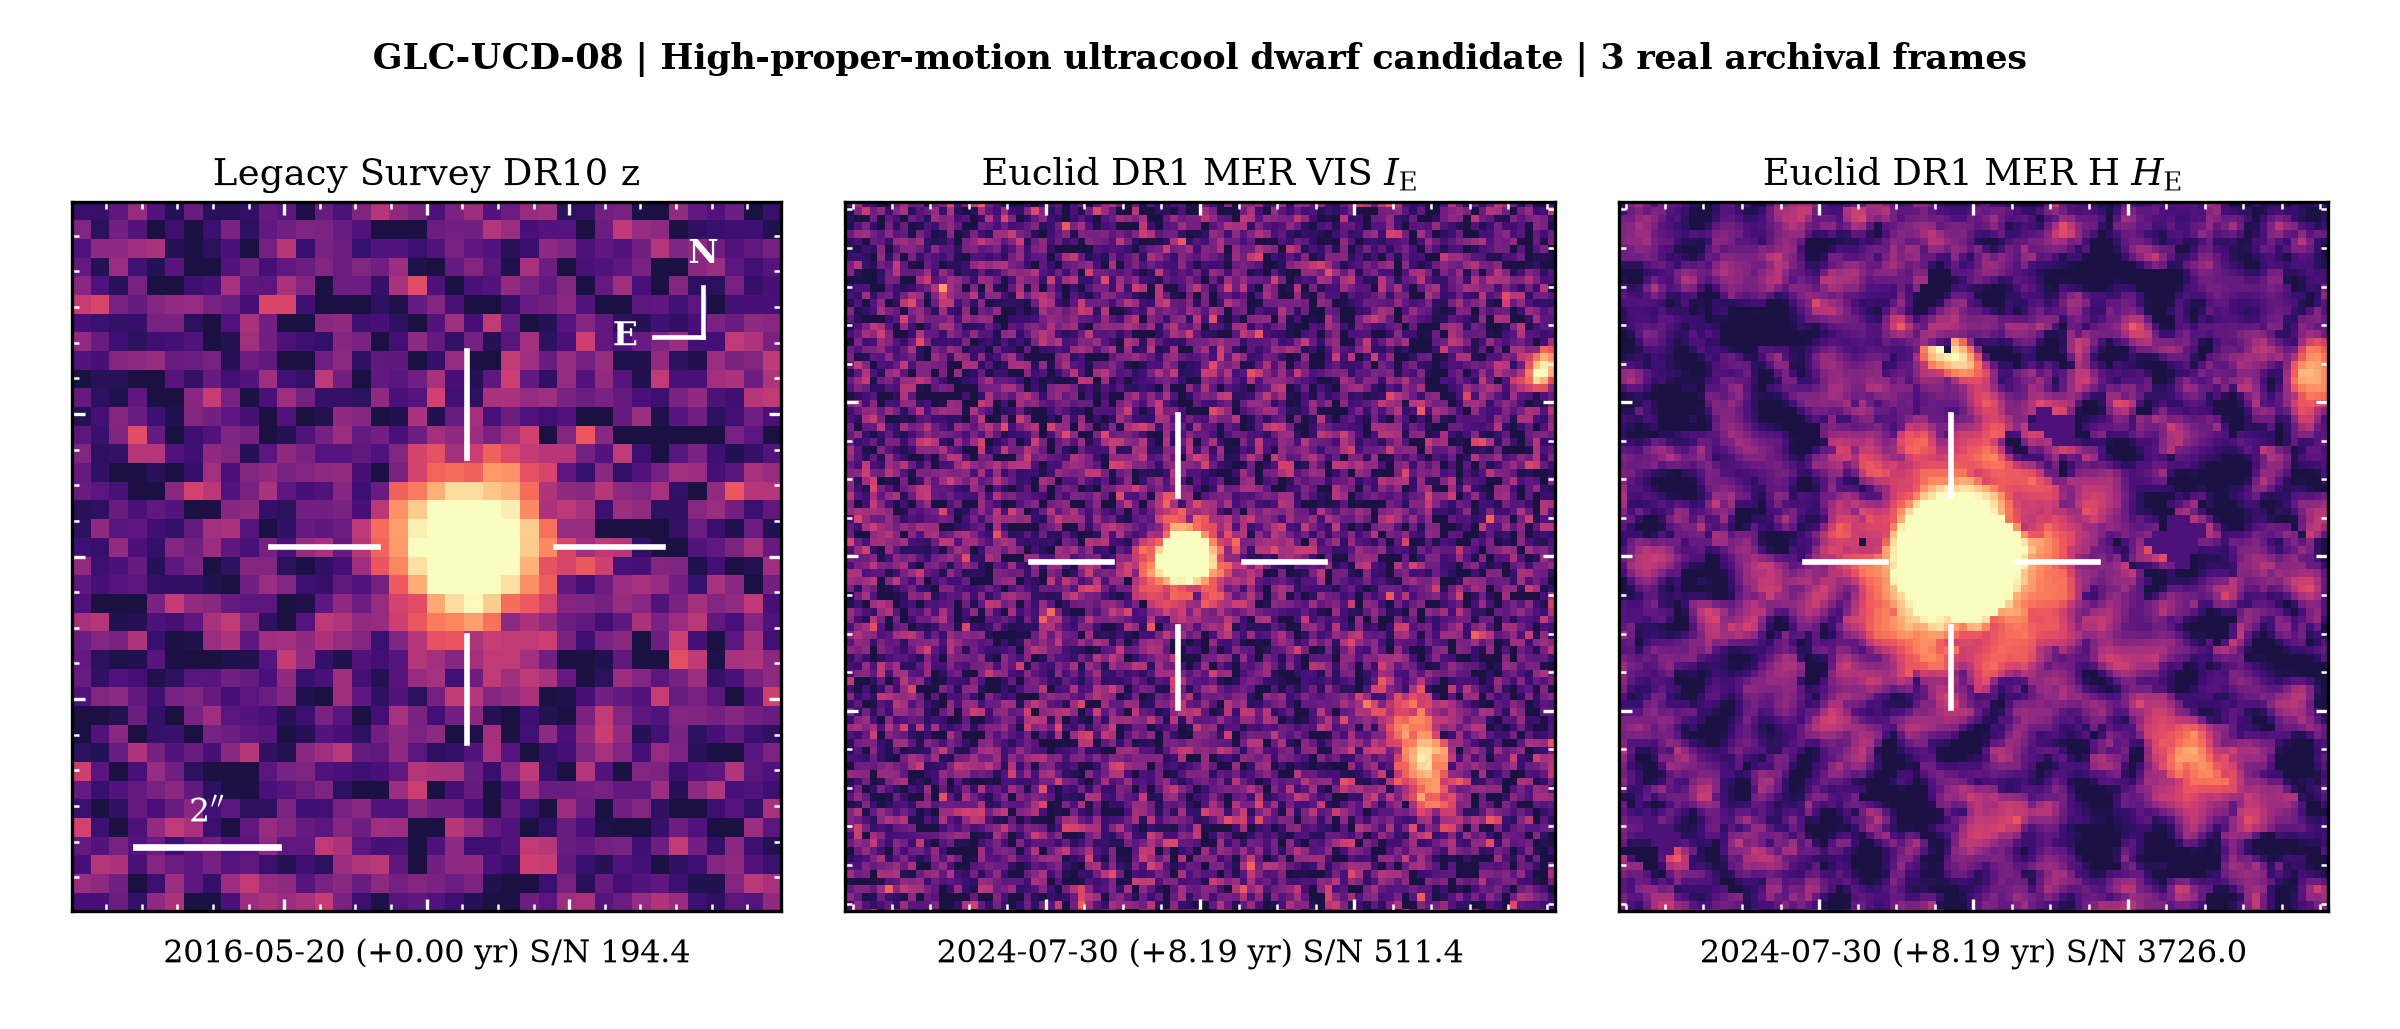 GLC-UCD-08 | High-proper-motion ultracool dwarf candidate | 3 real archival frames
Legacy Survey DR10 z
Euclid DR1 MER VIS I_E
Euclid DR1 MER H H_E
N
E
2″
2016-05-20 (+0.00 yr) S/N 194.4
2024-07-30 (+8.19 yr) S/N 511.4
2024-07-30 (+8.19 yr) S/N 3726.0